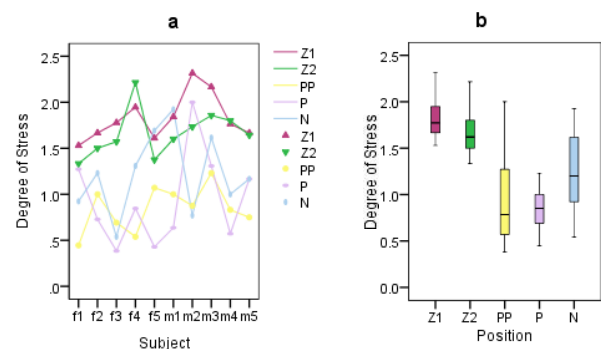 a
2.5
2.0
1.5
1.0
.5
.0
Degree of Stress
f1 f2 f3 f4 f5 m1 m2 m3 m4 m5
Subject
Z1
Z2
PP
P
N
Z1
Z2
PP
P
N
b
2.5
2.0
1.5
1.0
.5
.0
Degree of Stress
Z1 Z2 PP P N
Position